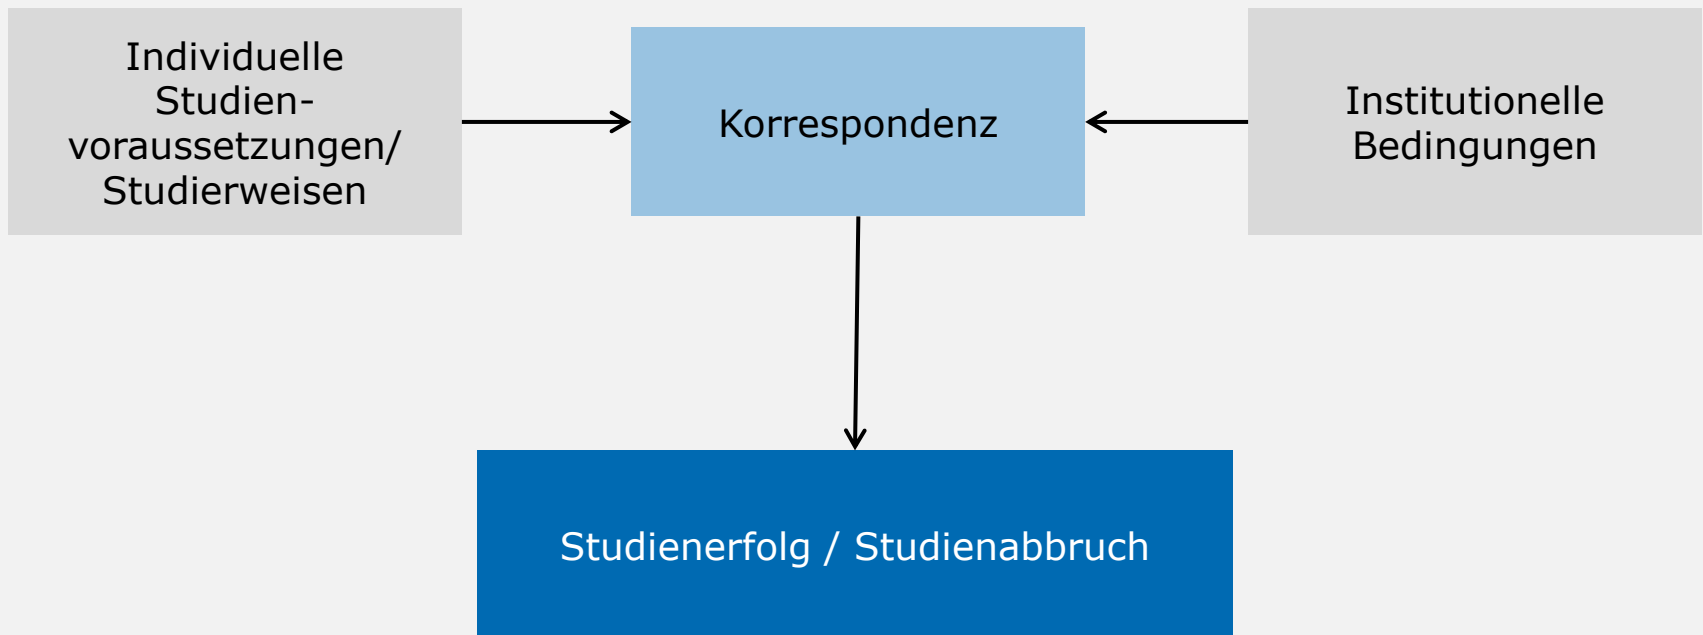 Individuelle
Studien-
voraussetzungen/
Studierweisen
Korrespondenz
Institutionelle
Bedingungen
Studienerfolg / Studienabbruch